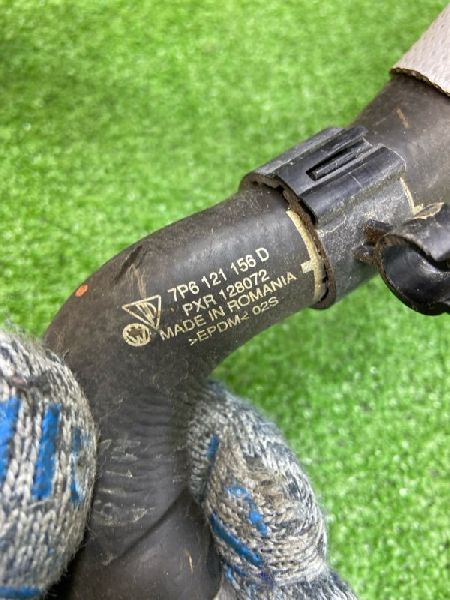 7P6 121 156 D
PXR 128072
MADE IN ROMANIA
>EPDM< 02S